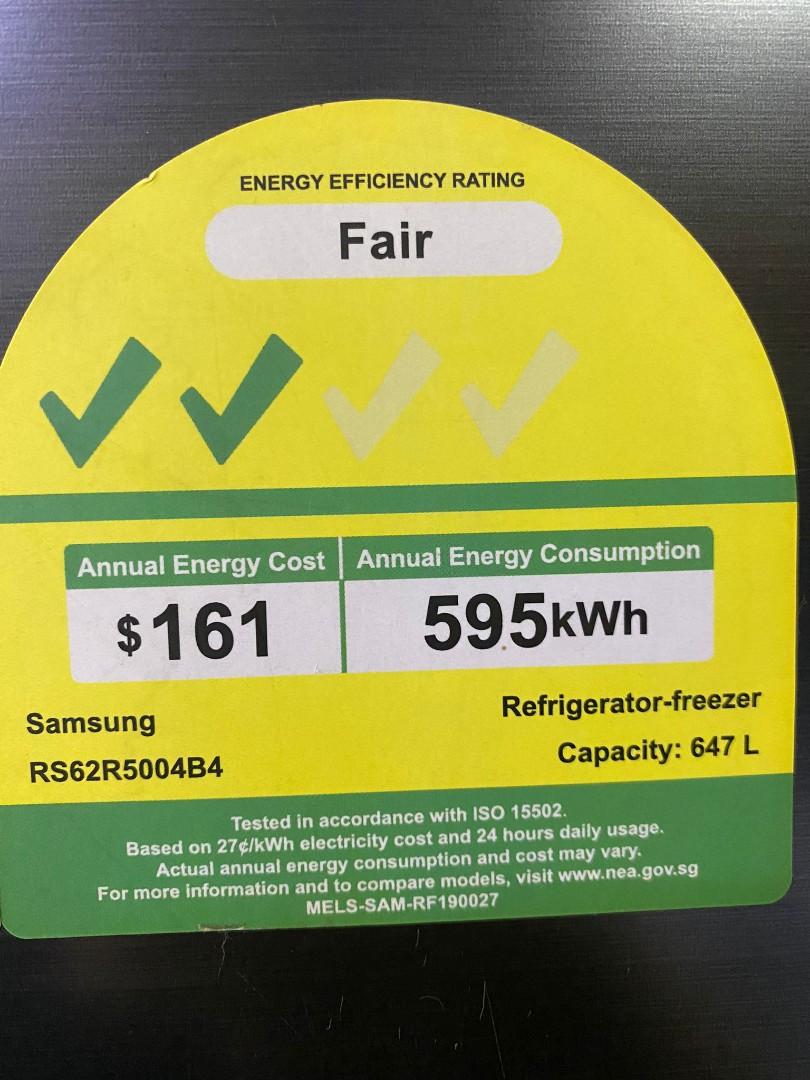 ENERGY EFFICIENCY RATING
Fair
Annual Energy Cost
Annual Energy Consumption
$161
595kWh
Samsung
Refrigerator-freezer
RS62R5004B4
Capacity: 647 L
Tested in accordance with ISO 15502.
Based on 27¢/kWh electricity cost and 24 hours daily usage.
Actual annual energy consumption and cost may vary.
For more information and to compare models, visit www.nea.gov.sg
MELS-SAM-RF190027